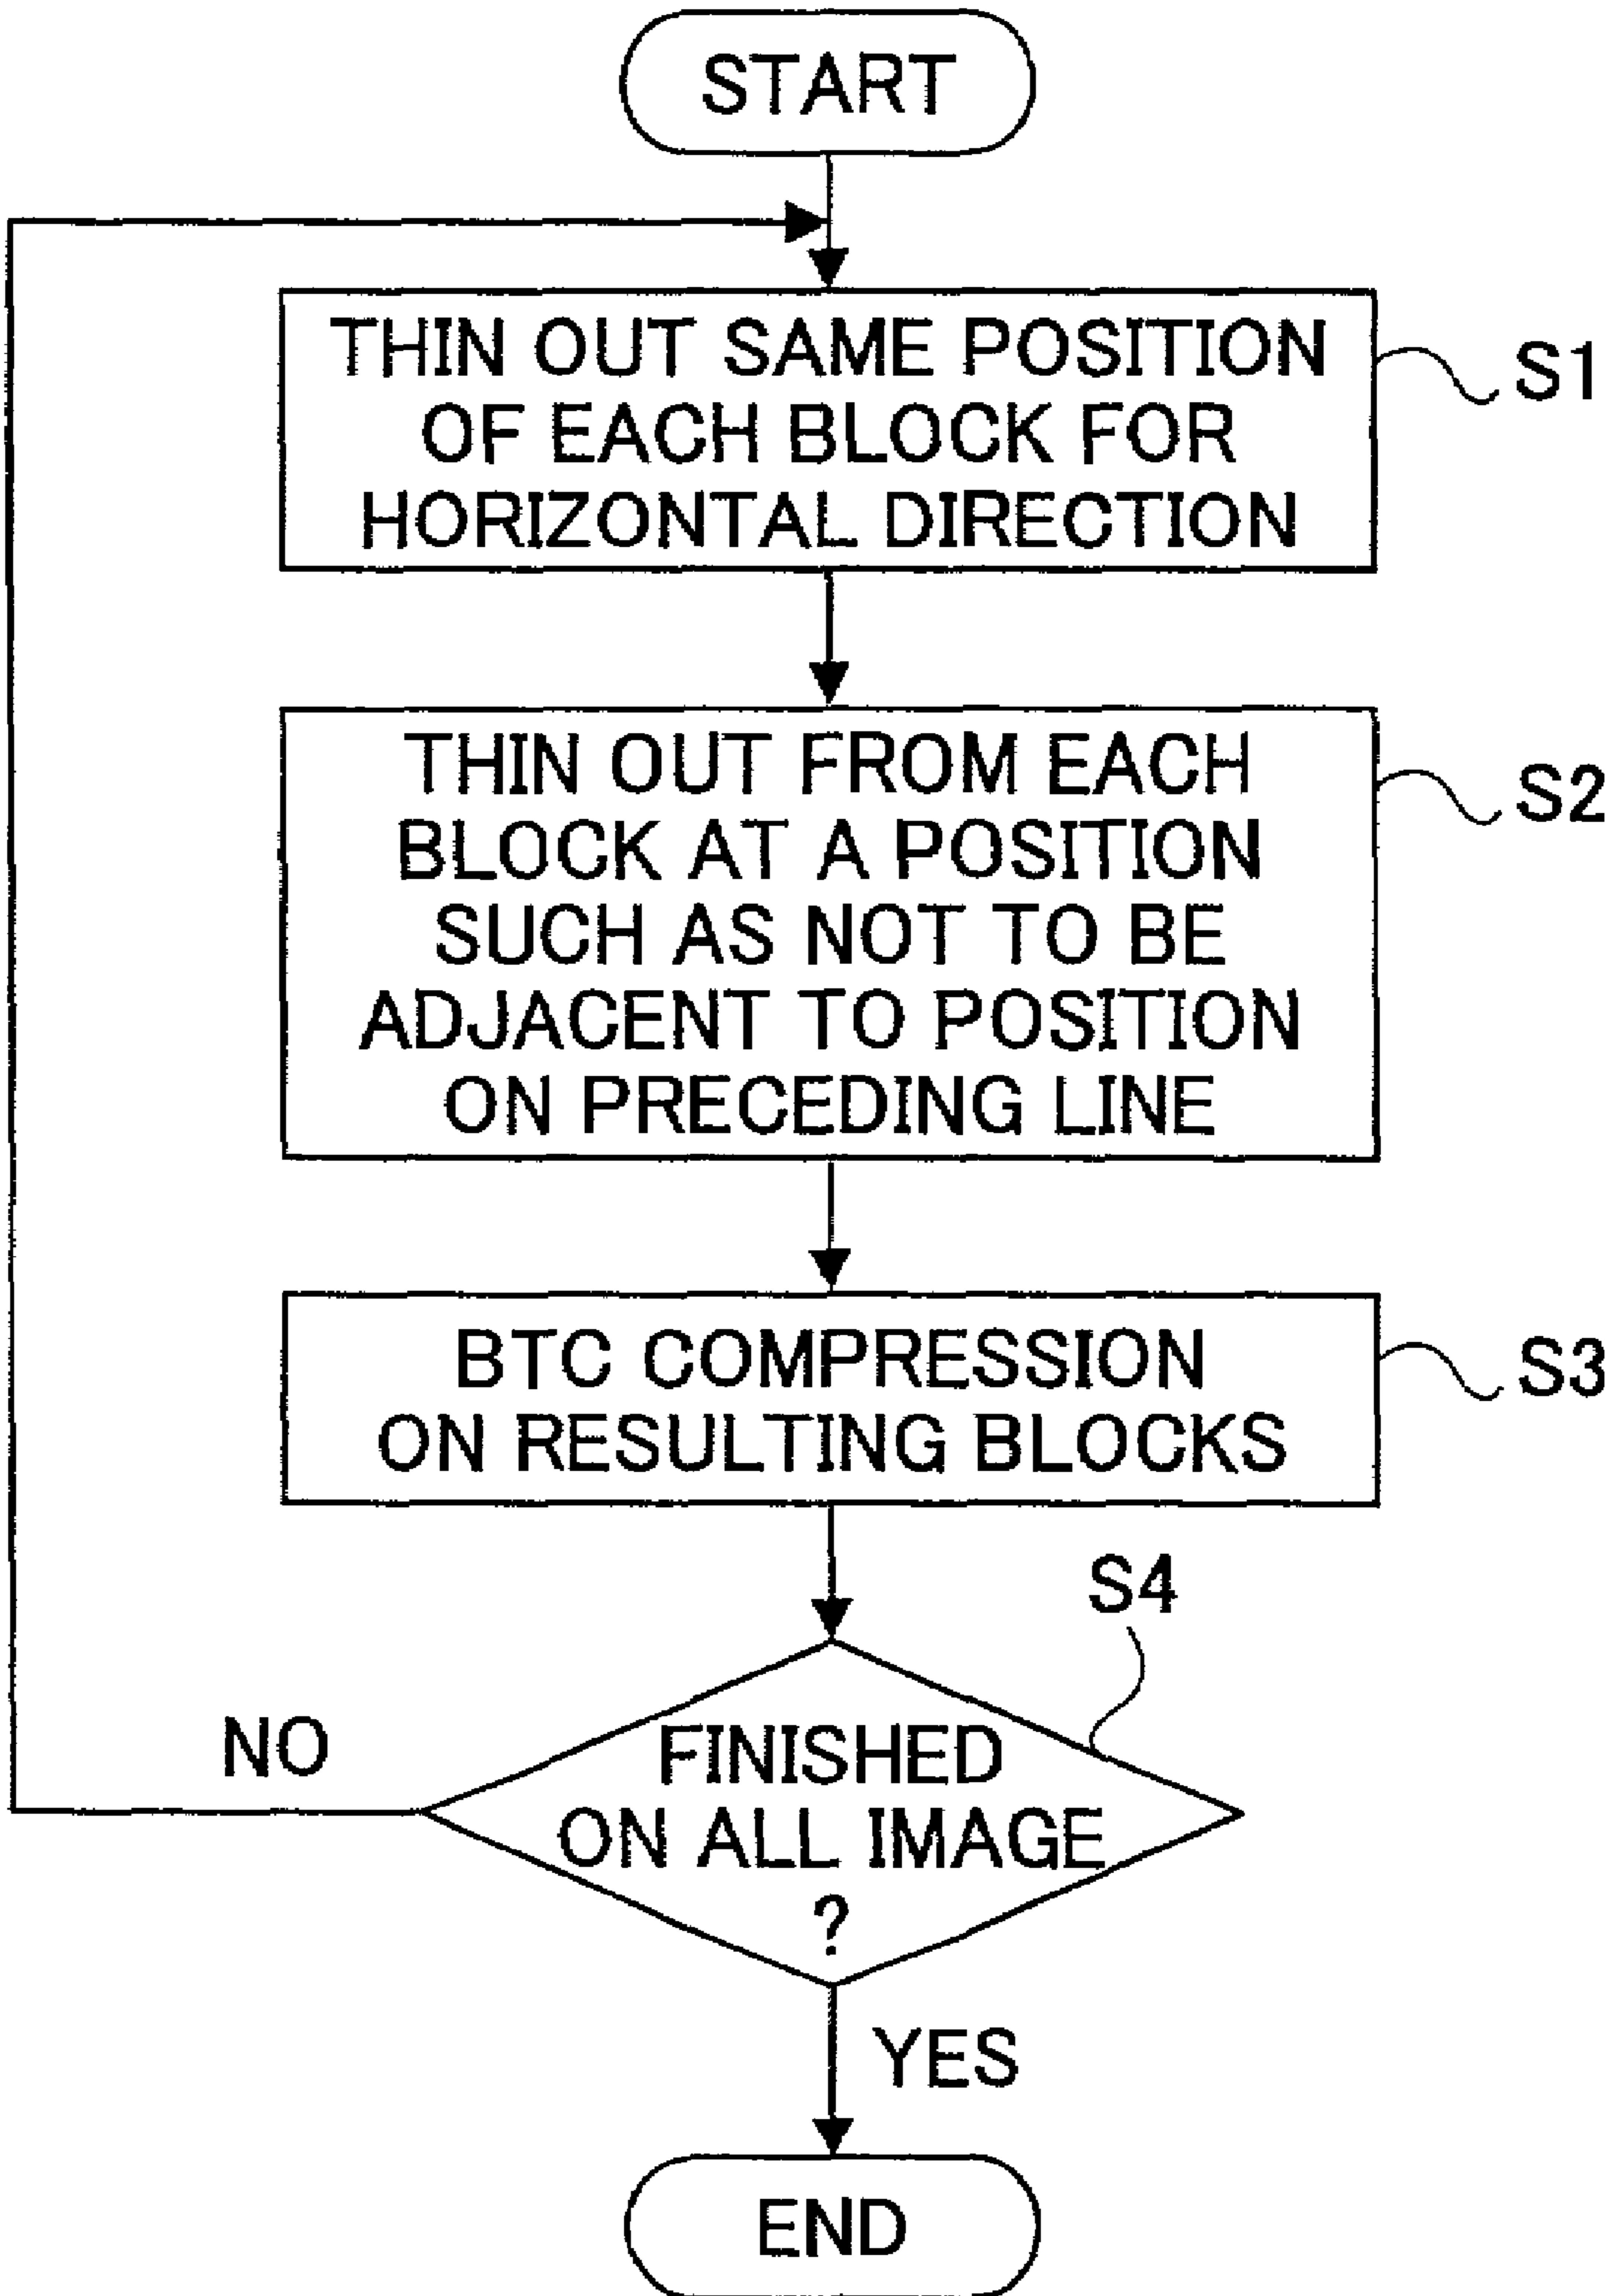 START
THIN OUT SAME POSITION
OF EACH BLOCK FOR
HORIZONTAL DIRECTION
S1
THIN OUT FROM EACH
BLOCK AT A POSITION
SUCH AS NOT TO BE
ADJACENT TO POSITION
ON PRECEDING LINE
S2
BTC COMPRESSION
ON RESULTING BLOCKS
S3
S4
FINISHED
ON ALL IMAGE
?
NO
YES
END